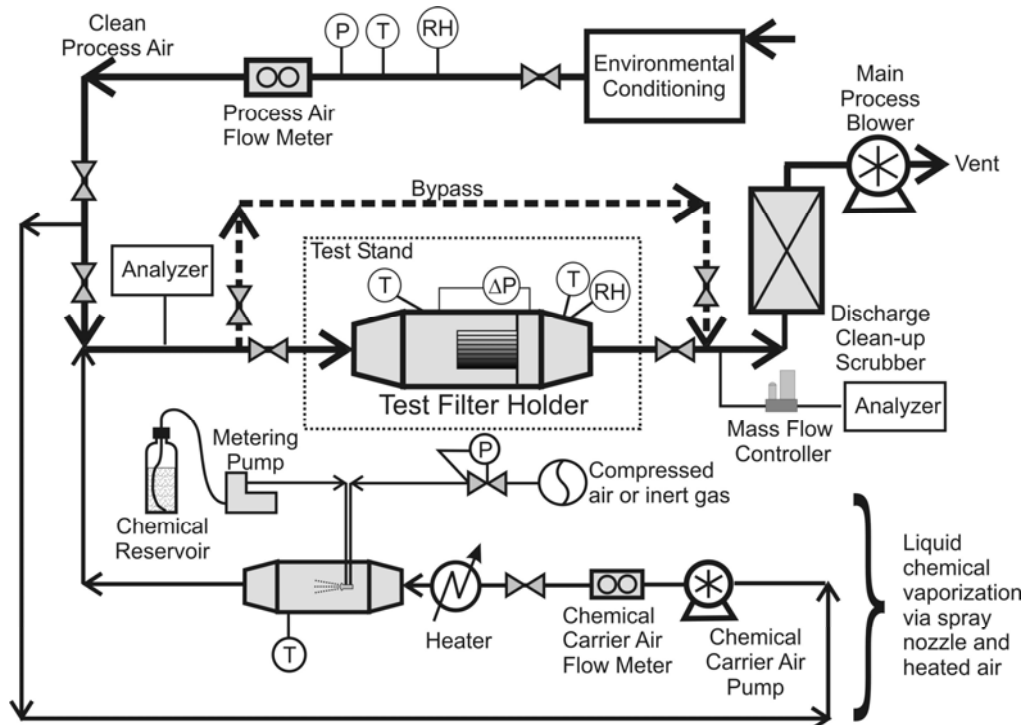 Clean
Process Air
P
T
RH
Process Air
Flow Meter
Environmental
Conditioning
Main
Process
Blower
Vent
Bypass
Analyzer
Test Stand
T
ΔP
T
RH
Test Filter Holder
Discharge
Clean-up
Scrubber
Mass Flow
Controller
Analyzer
Metering
Pump
Chemical
Reservoir
P
Compressed
air or inert gas
T
Heater
Chemical
Carrier Air
Flow Meter
Chemical
Carrier Air
Pump
Liquid
chemical
vaporization
via spray
nozzle and
heated air